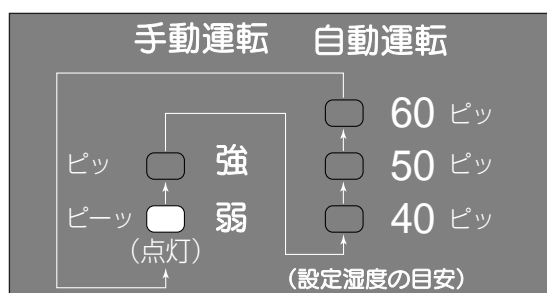 手動運転 自動運転
60 ピッ
ピッ 強 50 ピッ
ピーッ 弱 40 ピッ
(点灯)
(設定湿度の目安)